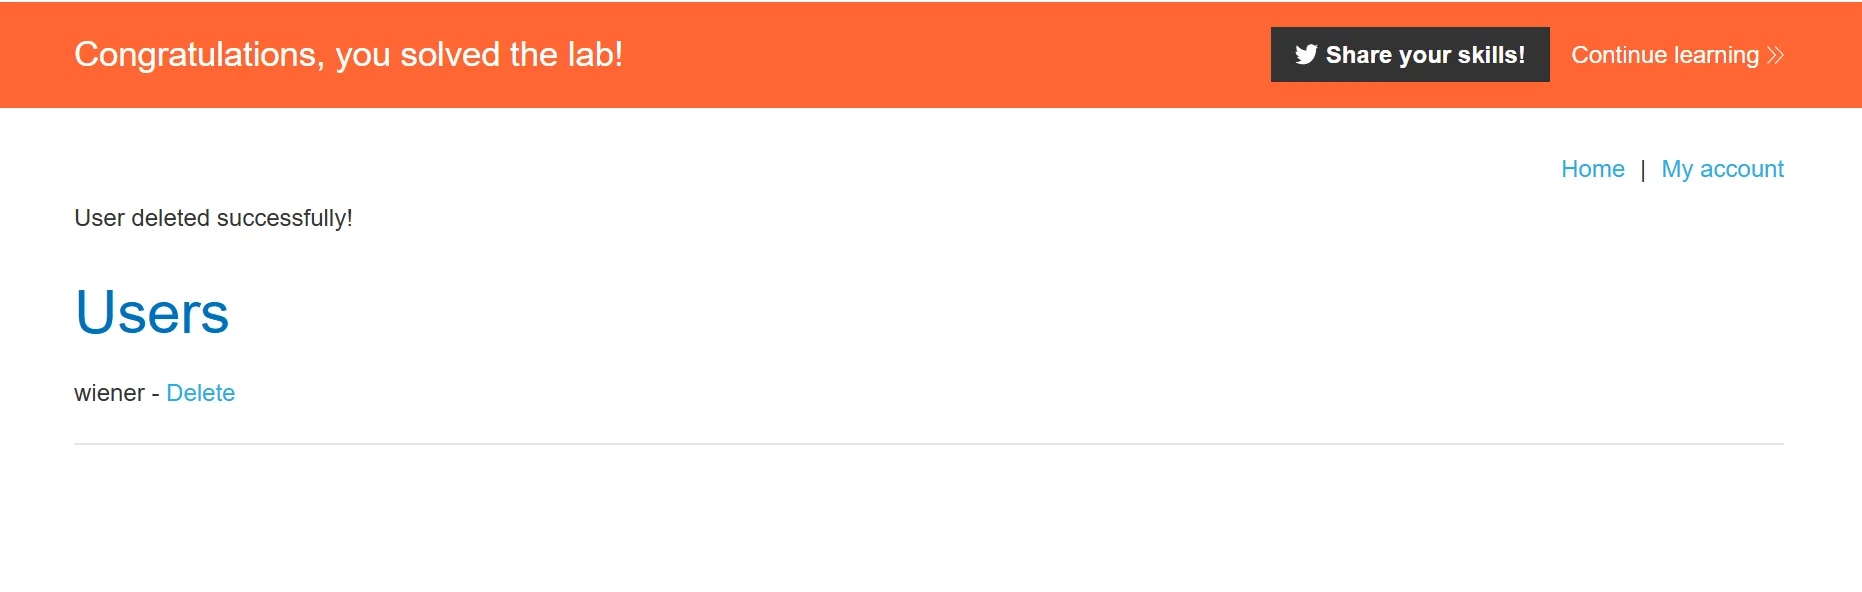 Congratulations, you solved the lab!
Share your skills!
Continue learning
Home | My account
User deleted successfully!
Users
wiener - Delete